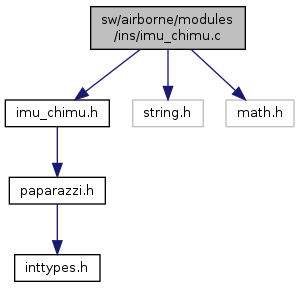 sw/airborne/modules
/ins/imu_chimu.c
imu_chimu.h
string.h
math.h
paparazzi.h
inttypes.h